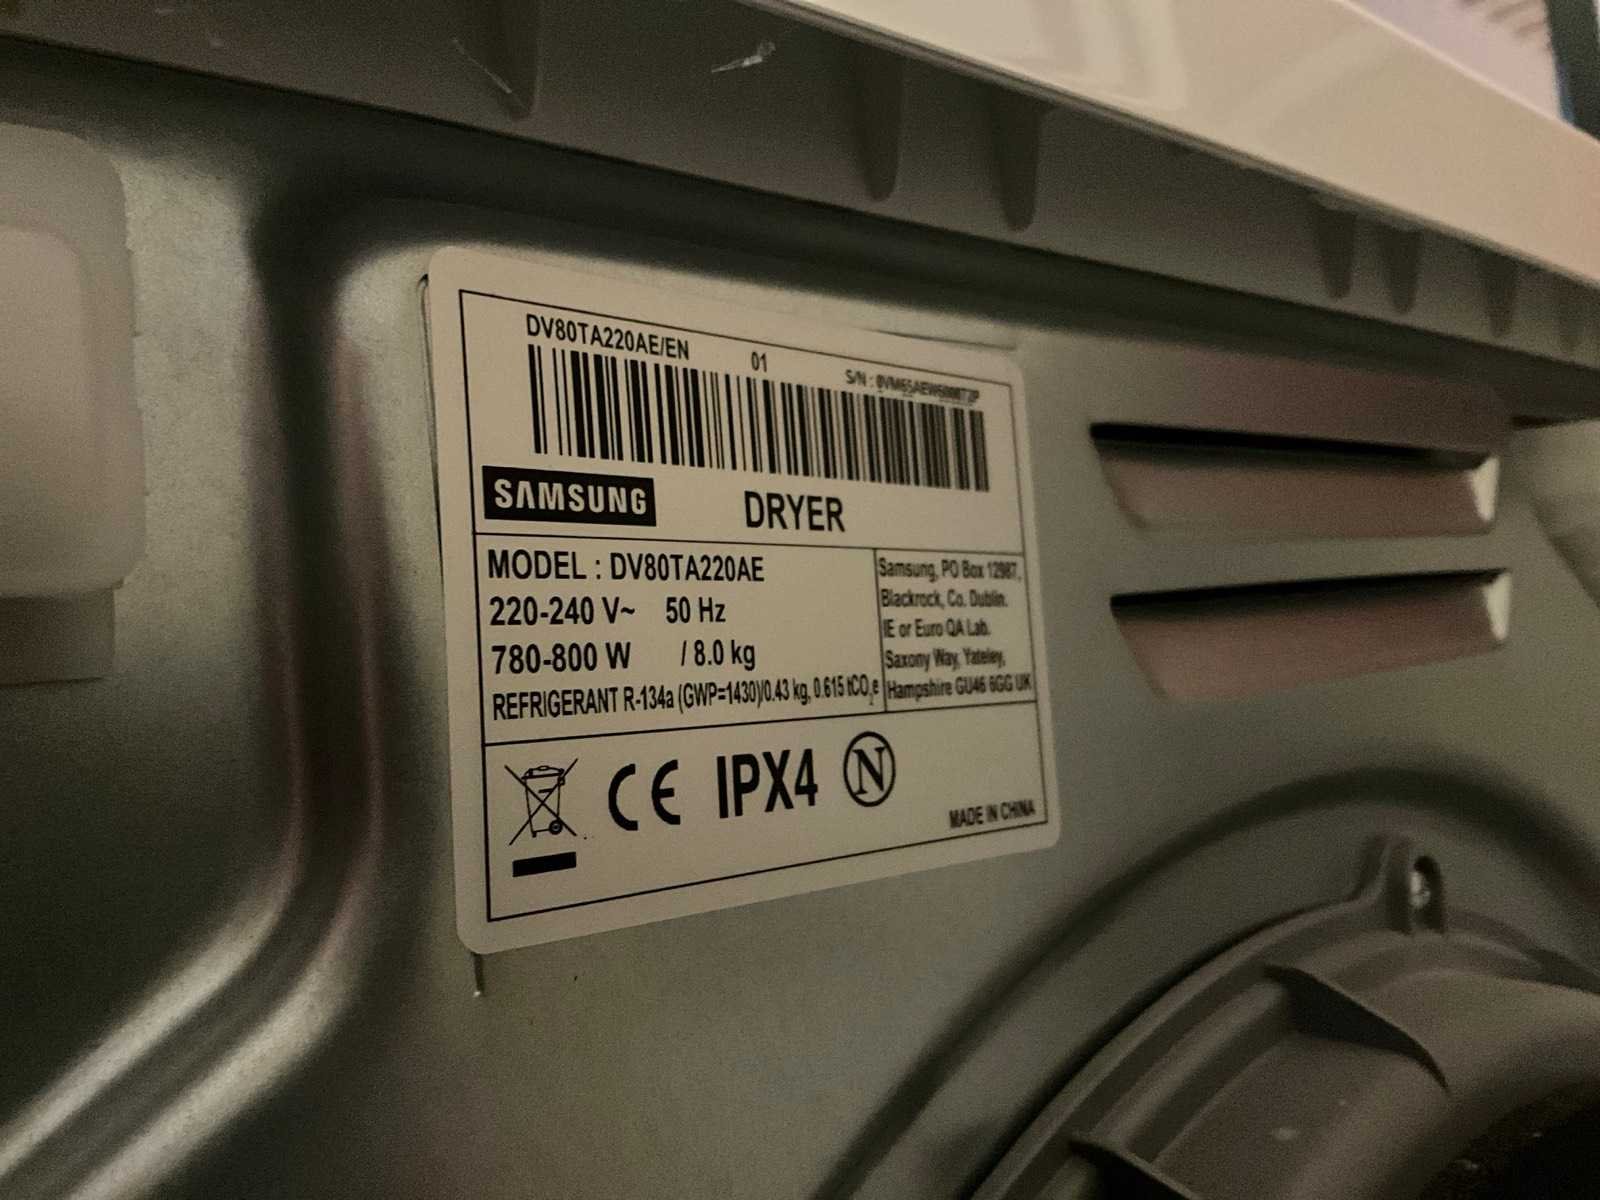 DV80TA220AE/EN 01 S/N :
SAMSUNG DRYER
MODEL : DV80TA220AE
220-240 V~ 50 Hz
780-800 W / 8.0 kg
REFRIGERANT R-134a (GWP=1430)/0.43 kg, 0.615 tCO₂e
Samsung, PO Box 12987,
Blackrock, Co. Dublin.
IE or Euro QA Lab.
Saxony Way, Yateley,
Hampshire GU46 6GG UK
CE IPX4 N
MADE IN CHINA